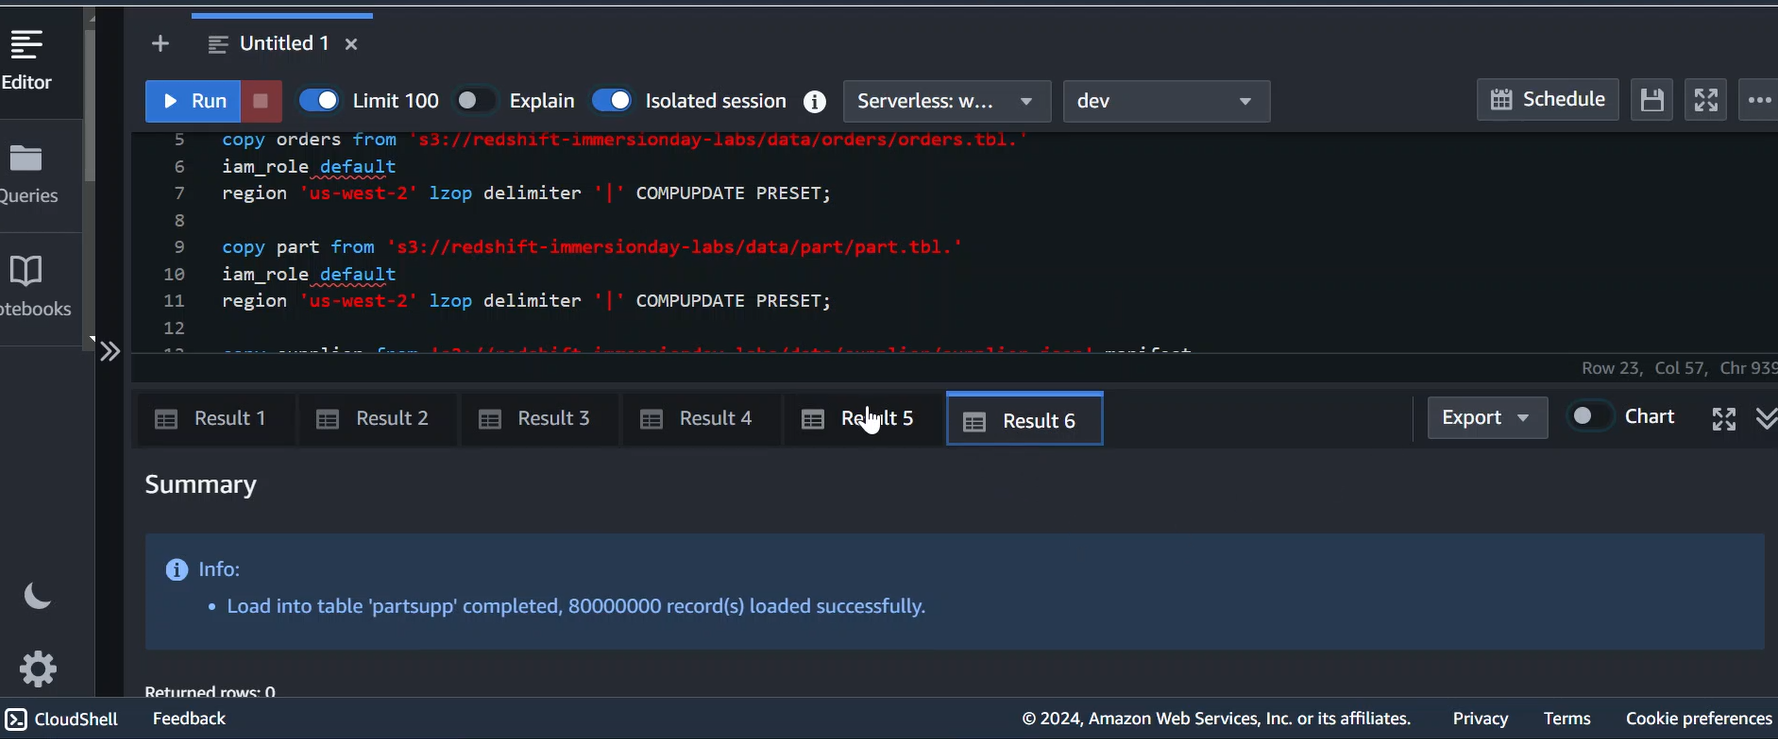 Editor
Untitled 1
Run
Limit 100
Explain
Isolated session
Serverless: w...
dev
Schedule
5 copy orders from 's3://redshift-immersionday-labs/data/orders/orders.tbl.'
6 iam_role default
7 region 'us-west-2' lzop delimiter '|' COMPUPDATE PRESET;
8
9 copy part from 's3://redshift-immersionday-labs/data/part/part.tbl.'
10 iam_role default
11 region 'us-west-2' lzop delimiter '|' COMPUPDATE PRESET;
12
Queries
otebooks
Row 23, Col 57, Chr 939
Result 1
Result 2
Result 3
Result 4
Result 5
Result 6
Export
Chart
Summary
Info:
• Load into table 'partsupp' completed, 80000000 record(s) loaded successfully.
Returned rows: 0
CloudShell
Feedback
© 2024, Amazon Web Services, Inc. or its affiliates.
Privacy
Terms
Cookie preferences